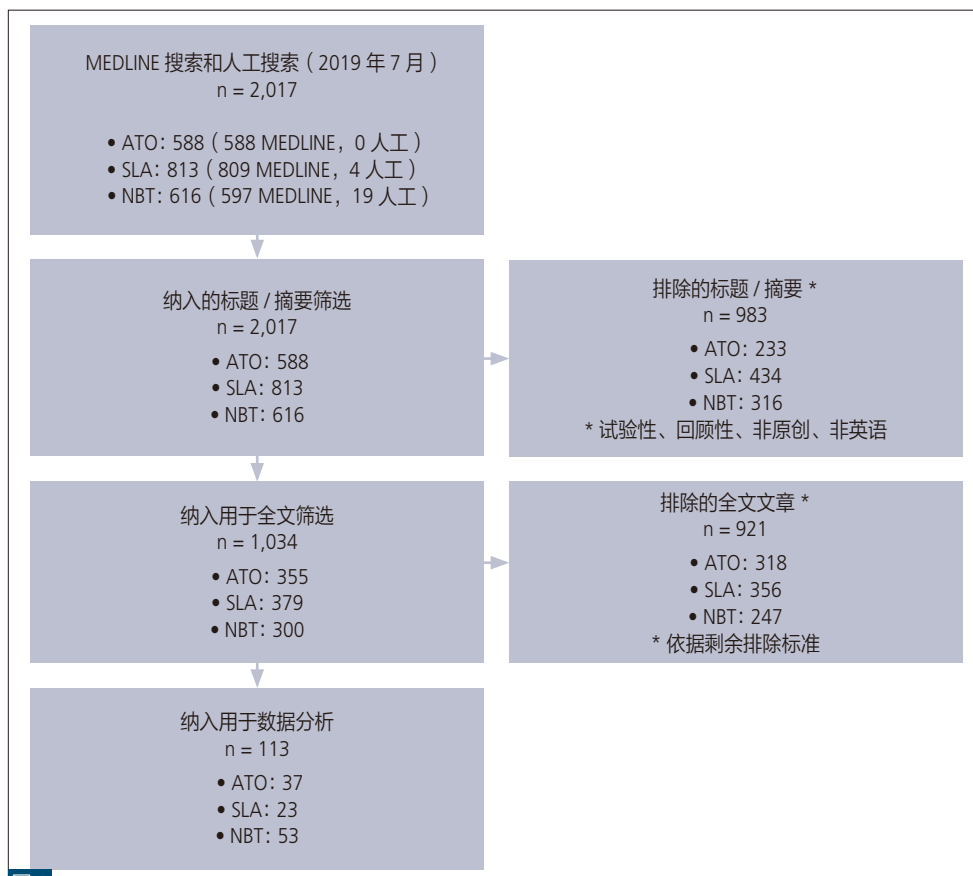 MEDLINE 搜索和人工搜索（2019 年 7 月）
n = 2,017
• ATO：588（588 MEDLINE，0 人工）
• SLA：813（809 MEDLINE，4 人工）
• NBT：616（597 MEDLINE，19 人工）
纳入的标题 / 摘要筛选
n = 2,017
• ATO：588
• SLA：813
• NBT：616
排除的标题 / 摘要 *
n = 983
• ATO：233
• SLA：434
• NBT：316
* 试验性、回顾性、非原创、非英语
纳入用于全文筛选
n = 1,034
• ATO：355
• SLA：379
• NBT：300
排除的全文文章 *
n = 921
• ATO：318
• SLA：356
• NBT：247
* 依据剩余排除标准
纳入用于数据分析
n = 113
• ATO：37
• SLA：23
• NBT：53